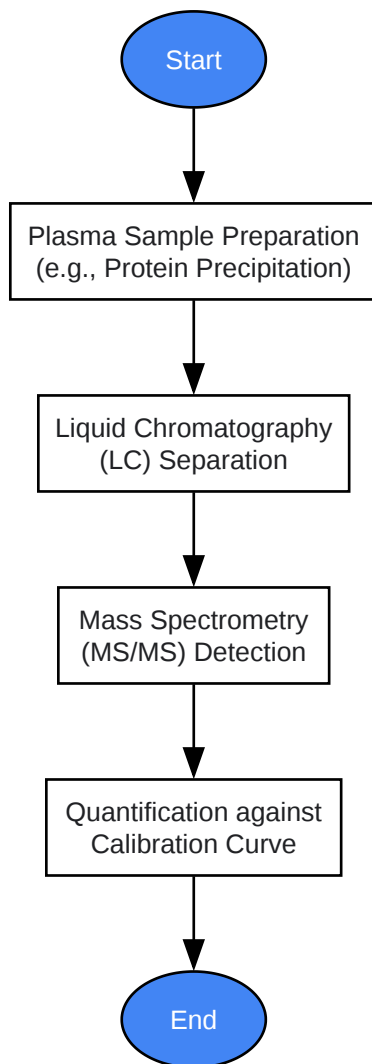 Start
Plasma Sample Preparation
(e.g., Protein Precipitation)
Liquid Chromatography
(LC) Separation
Mass Spectrometry
(MS/MS) Detection
Quantification against
Calibration Curve
End